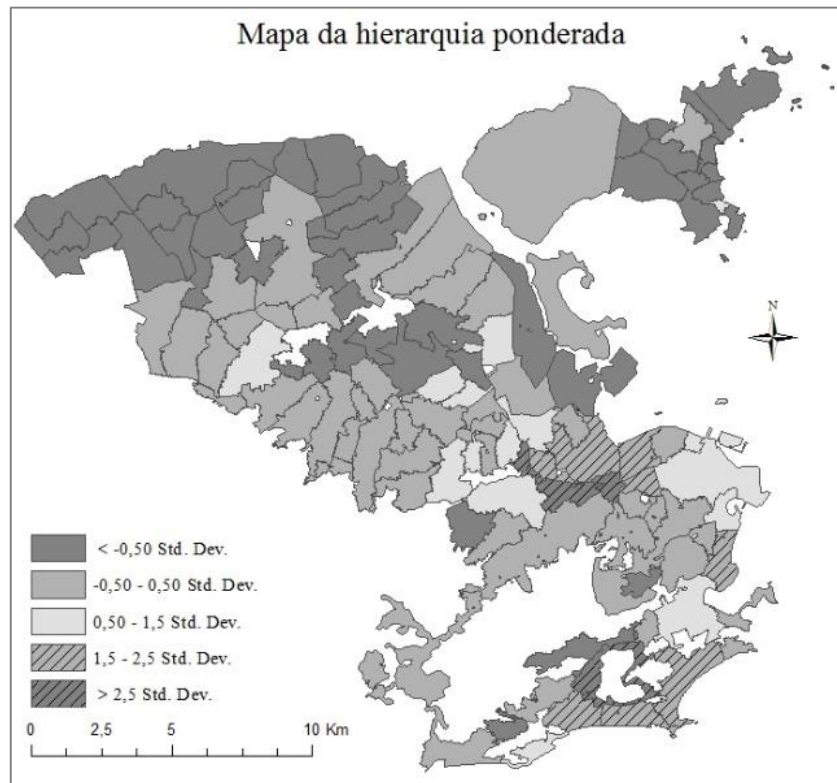 Mapa da hierarquia ponderada
N
< -0,50 Std. Dev.
-0,50 - 0,50 Std. Dev.
0,50 - 1,5 Std. Dev.
1,5 - 2,5 Std. Dev.
> 2,5 Std. Dev.
0 2,5 5 10 Km